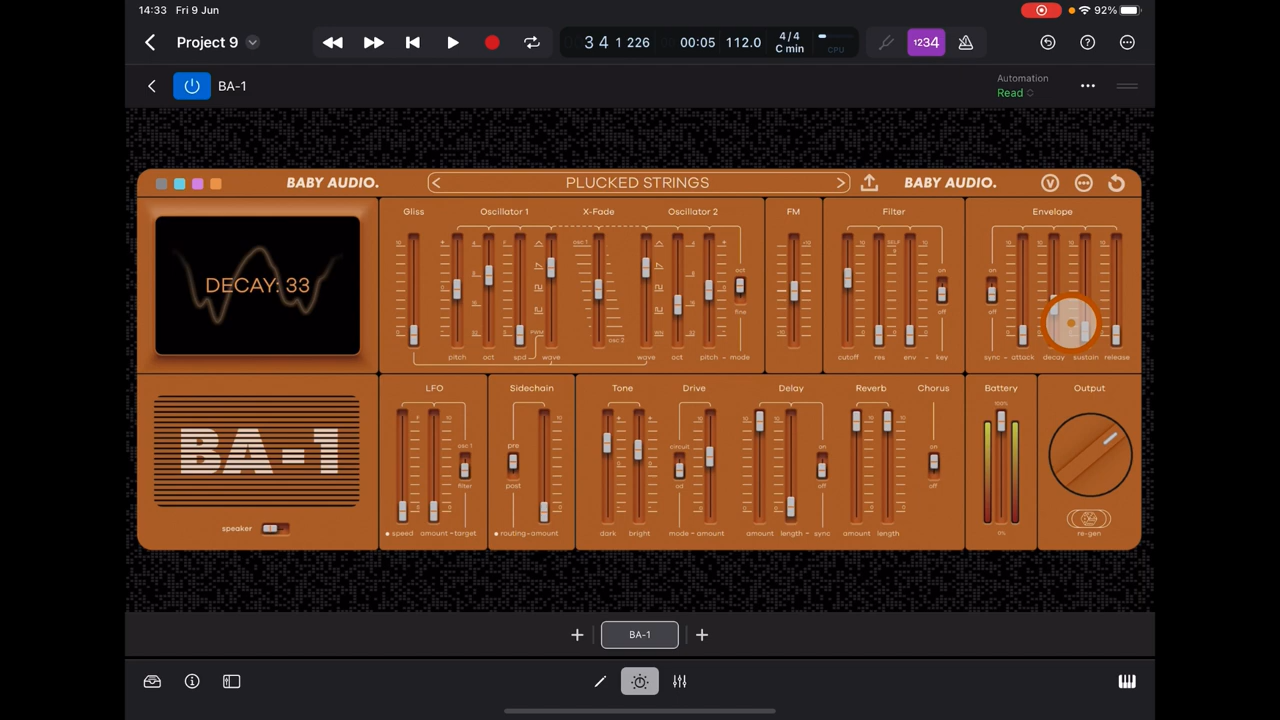 14:33 Fri 9 Jun 92%
Project 9 3 4 1 226 00:05 112.0 4/4 C min CPU 1234
BA-1 Automation Read
BABY AUDIO. PLUCKED STRINGS BABY AUDIO.
Gliss Oscillator 1 X-Fade Oscillator 2 FM Filter Envelope
DECAY: 33
pitch oct spd wave wave oct pitch - mode cutoff res env - key sync - attack decay sustain release
LFO Sidechain Tone Drive Delay Reverb Chorus Battery Output
BA-1
speaker
speed amount - target routing - amount dark bright mode - amount length - sync amount length re-gen
BA-1